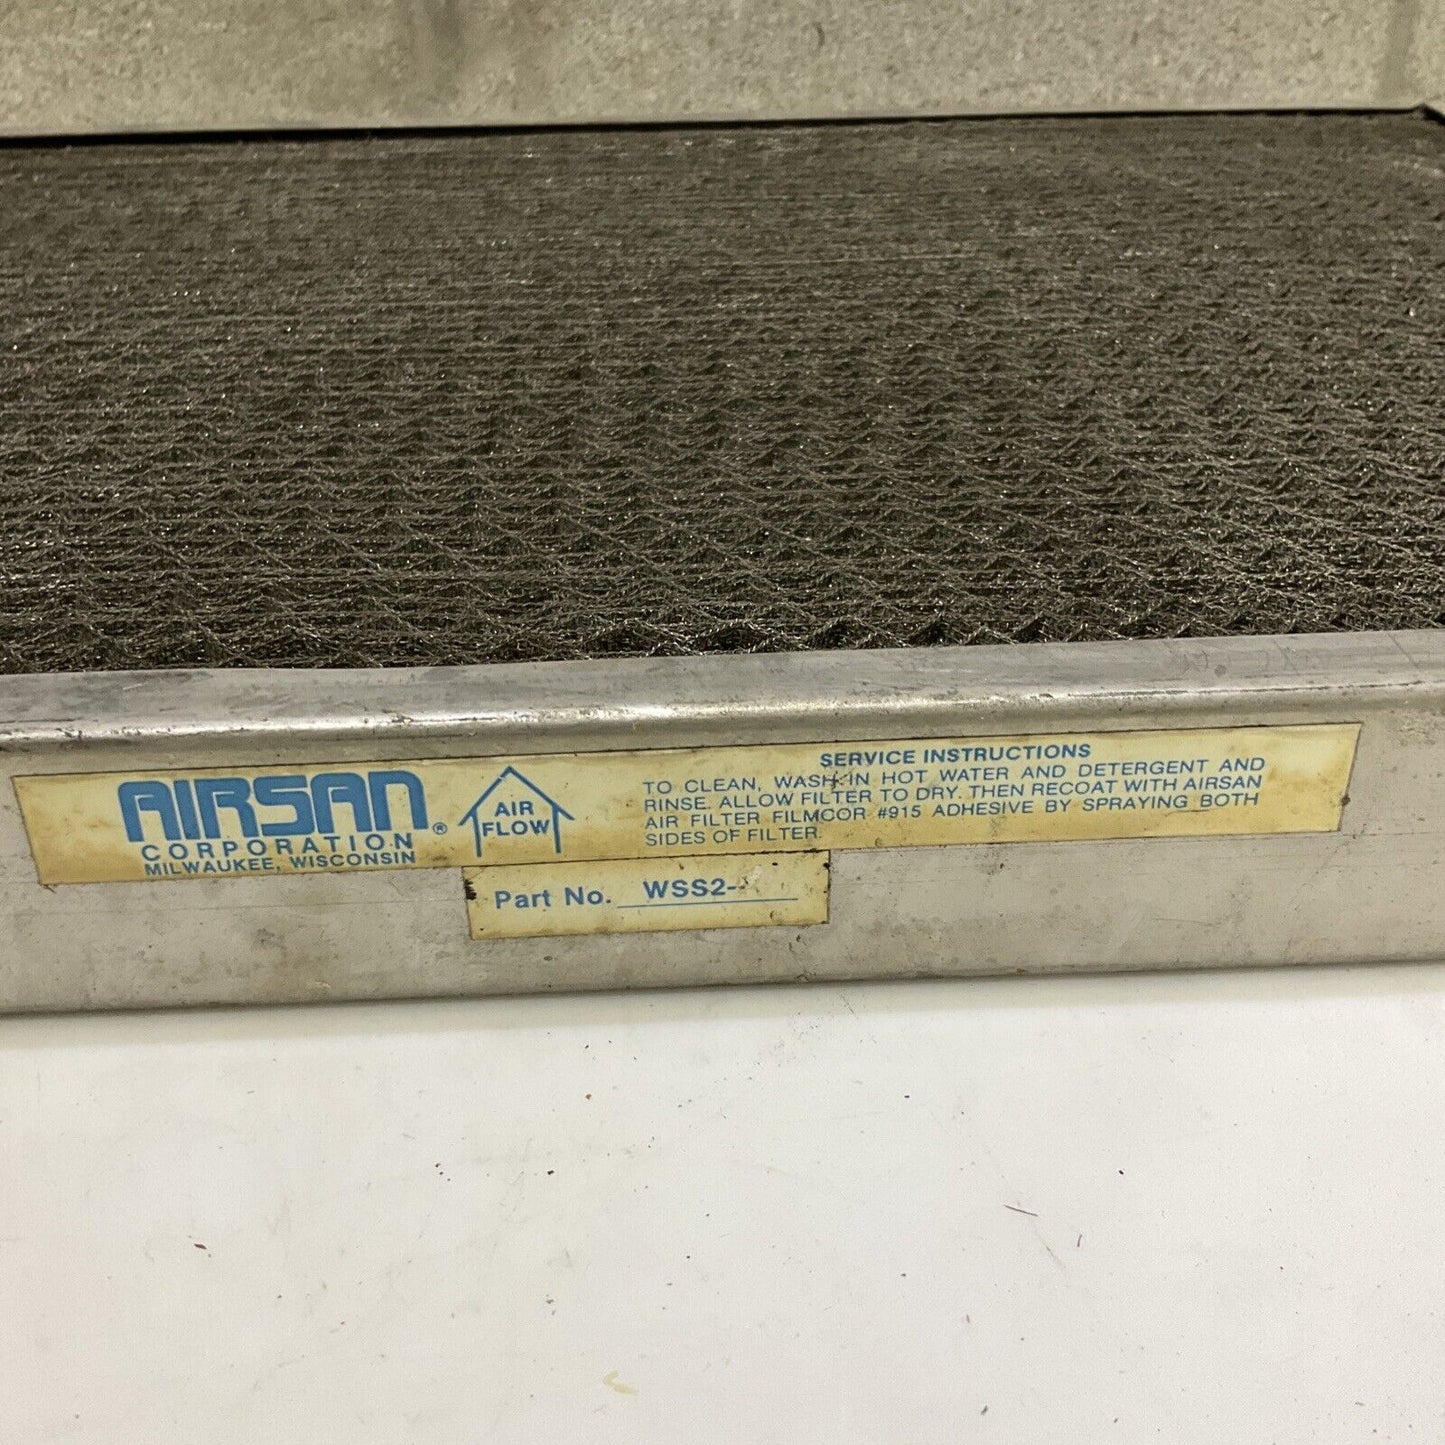 AIRSAN®
CORPORATION
MILWAUKEE, WISCONSIN
AIR
FLOW
SERVICE INSTRUCTIONS
TO CLEAN, WASH IN HOT WATER AND DETERGENT AND
RINSE. ALLOW FILTER TO DRY. THEN RECOAT WITH AIRSAN
AIR FILTER FILMCOR #915 ADHESIVE BY SPRAYING BOTH
SIDES OF FILTER.
Part No. WSS2-